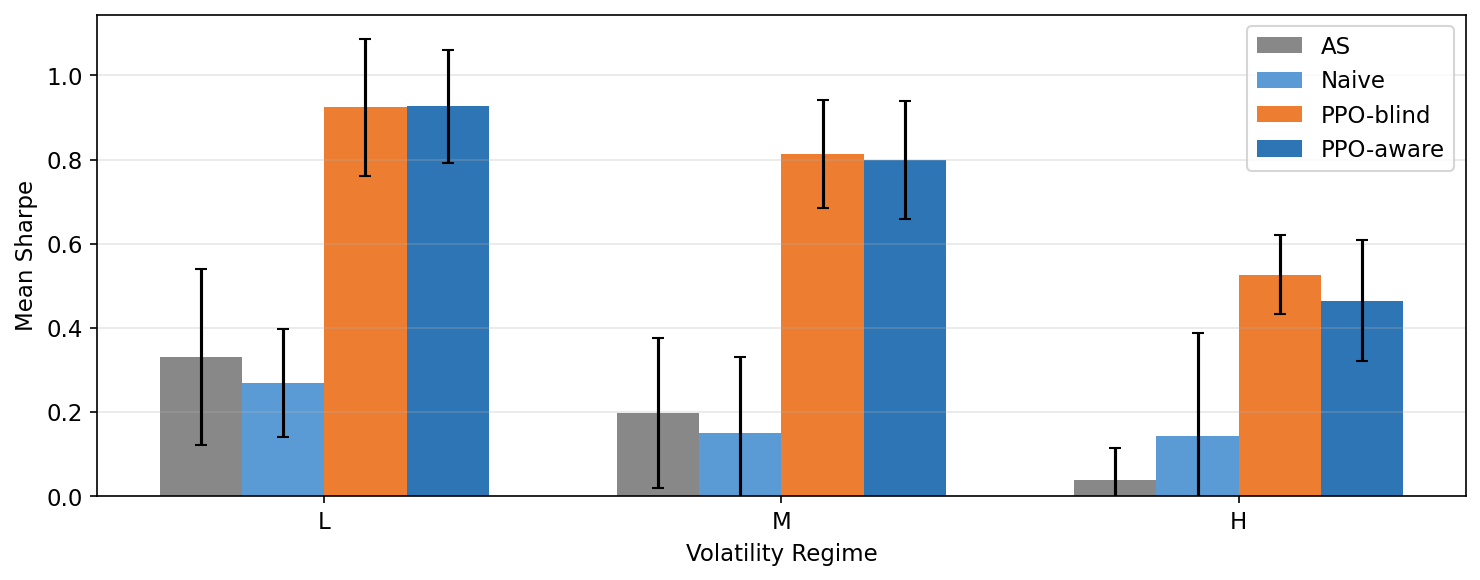 AS
Naive
PPO-blind
PPO-aware
Mean Sharpe
1.0
0.8
0.6
0.4
0.2
0.0
L
M
H
Volatility Regime